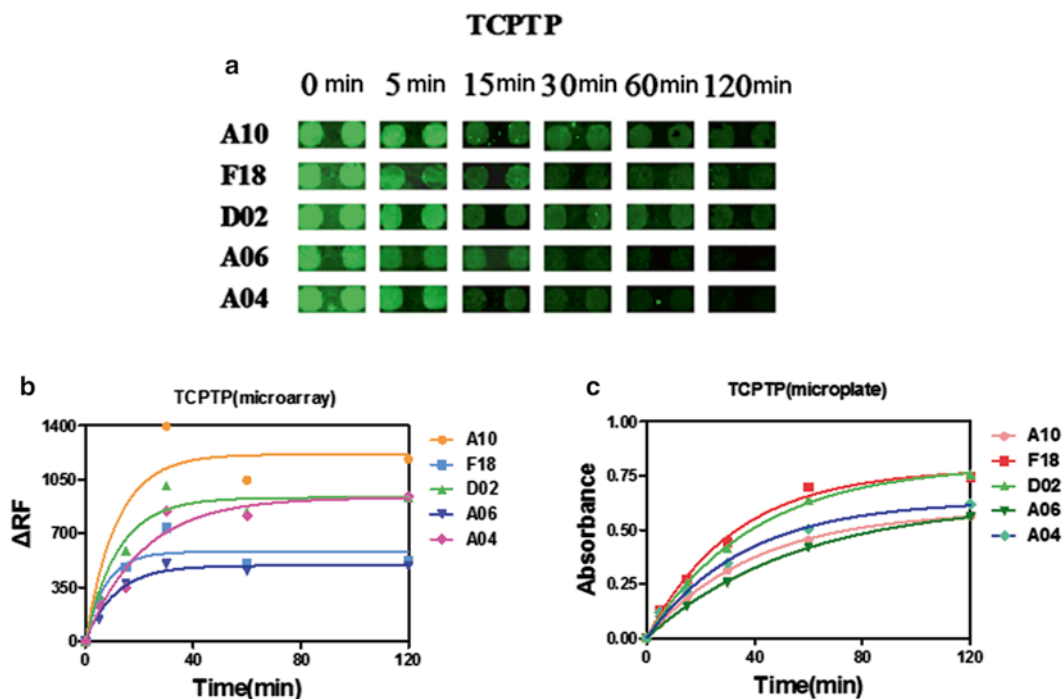 TCPTP
a
0 min 5 min 15min 30min 60min 120min
A10
F18
D02
A06
A04
b
TCPTP(microarray)
1400
1050
700
350
0
ΔRF
0 40 80 120
Time(min)
A10
F18
D02
A06
A04
c
TCPTP(microplate)
1.00
0.75
0.50
0.25
0.00
Absorbance
0 40 80 120
Time(min)
A10
F18
D02
A06
A04